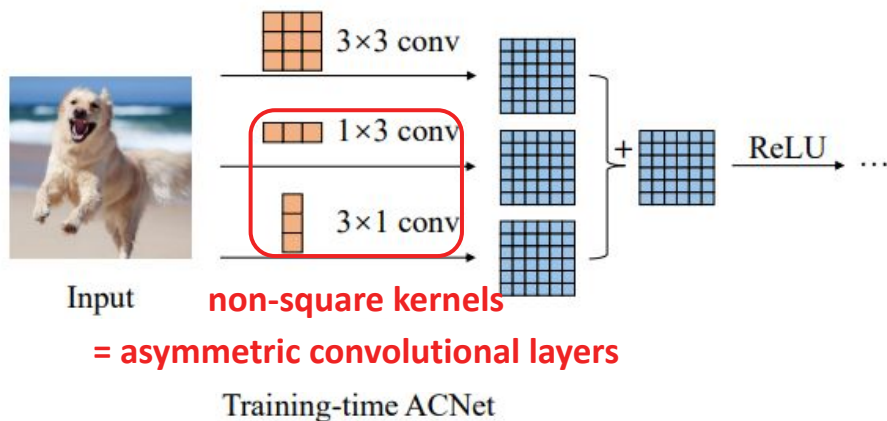 3×3 conv
1×3 conv
+
ReLU
...
3×1 conv
Input
non-square kernels
= asymmetric convolutional layers
Training-time ACNet